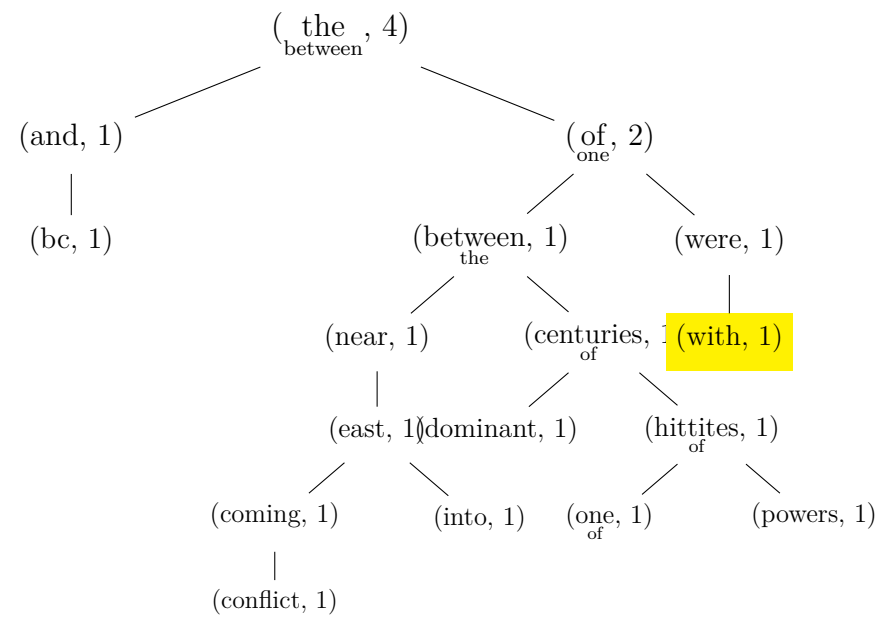 (the, 4)
between
(and, 1) (of, 2)
one
(bc, 1) (between, 1) (were, 1)
the
(near, 1) (centuries, 1 (with, 1)
of
(east, 1) (dominant, 1) (hittites, 1)
of
(coming, 1) (into, 1) (one, 1) (powers, 1)
of
(conflict, 1)